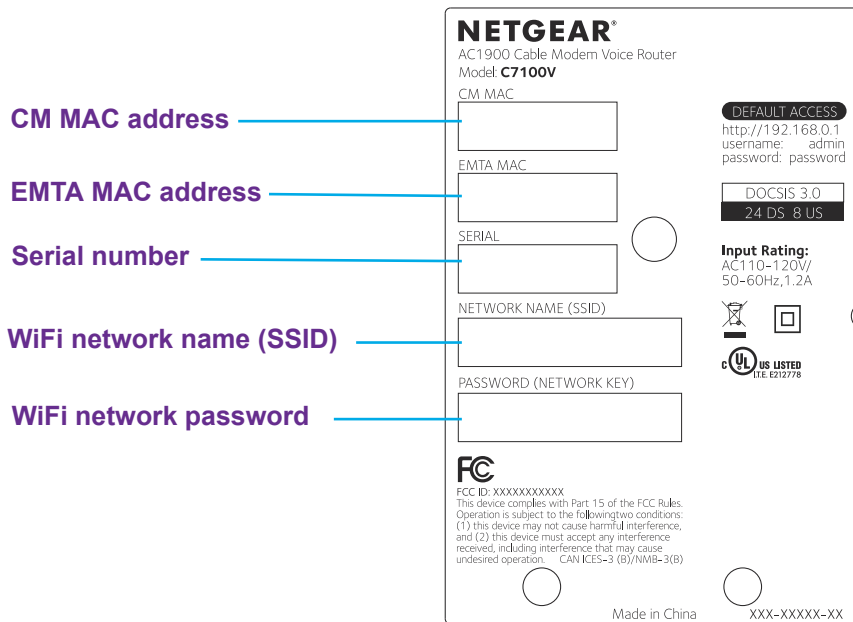 NETGEAR®
AC1900 Cable Modem Voice Router
Model: C7100V
CM MAC
CM MAC address
EMTA MAC
EMTA MAC address
SERIAL
Serial number
NETWORK NAME (SSID)
WiFi network name (SSID)
PASSWORD (NETWORK KEY)
WiFi network password
DEFAULT ACCESS
http://192.168.0.1
username: admin
password: password
DOCSIS 3.0
24 DS 8 US
Input Rating:
AC110-120V/
50-60Hz,1.2A
C UL US LISTED
I.T.E. E212778
FC
FCC ID: XXXXXXXXXXX
This device complies with Part 15 of the FCC Rules.
Operation is subject to the followingtwo conditions:
(1) this device may not cause harmful interference,
and (2) this device must accept any interference
received, including interference that may cause
undesired operation. CAN ICES-3 (B)/NMB-3(B)
Made in China XXX-XXXXX-XX